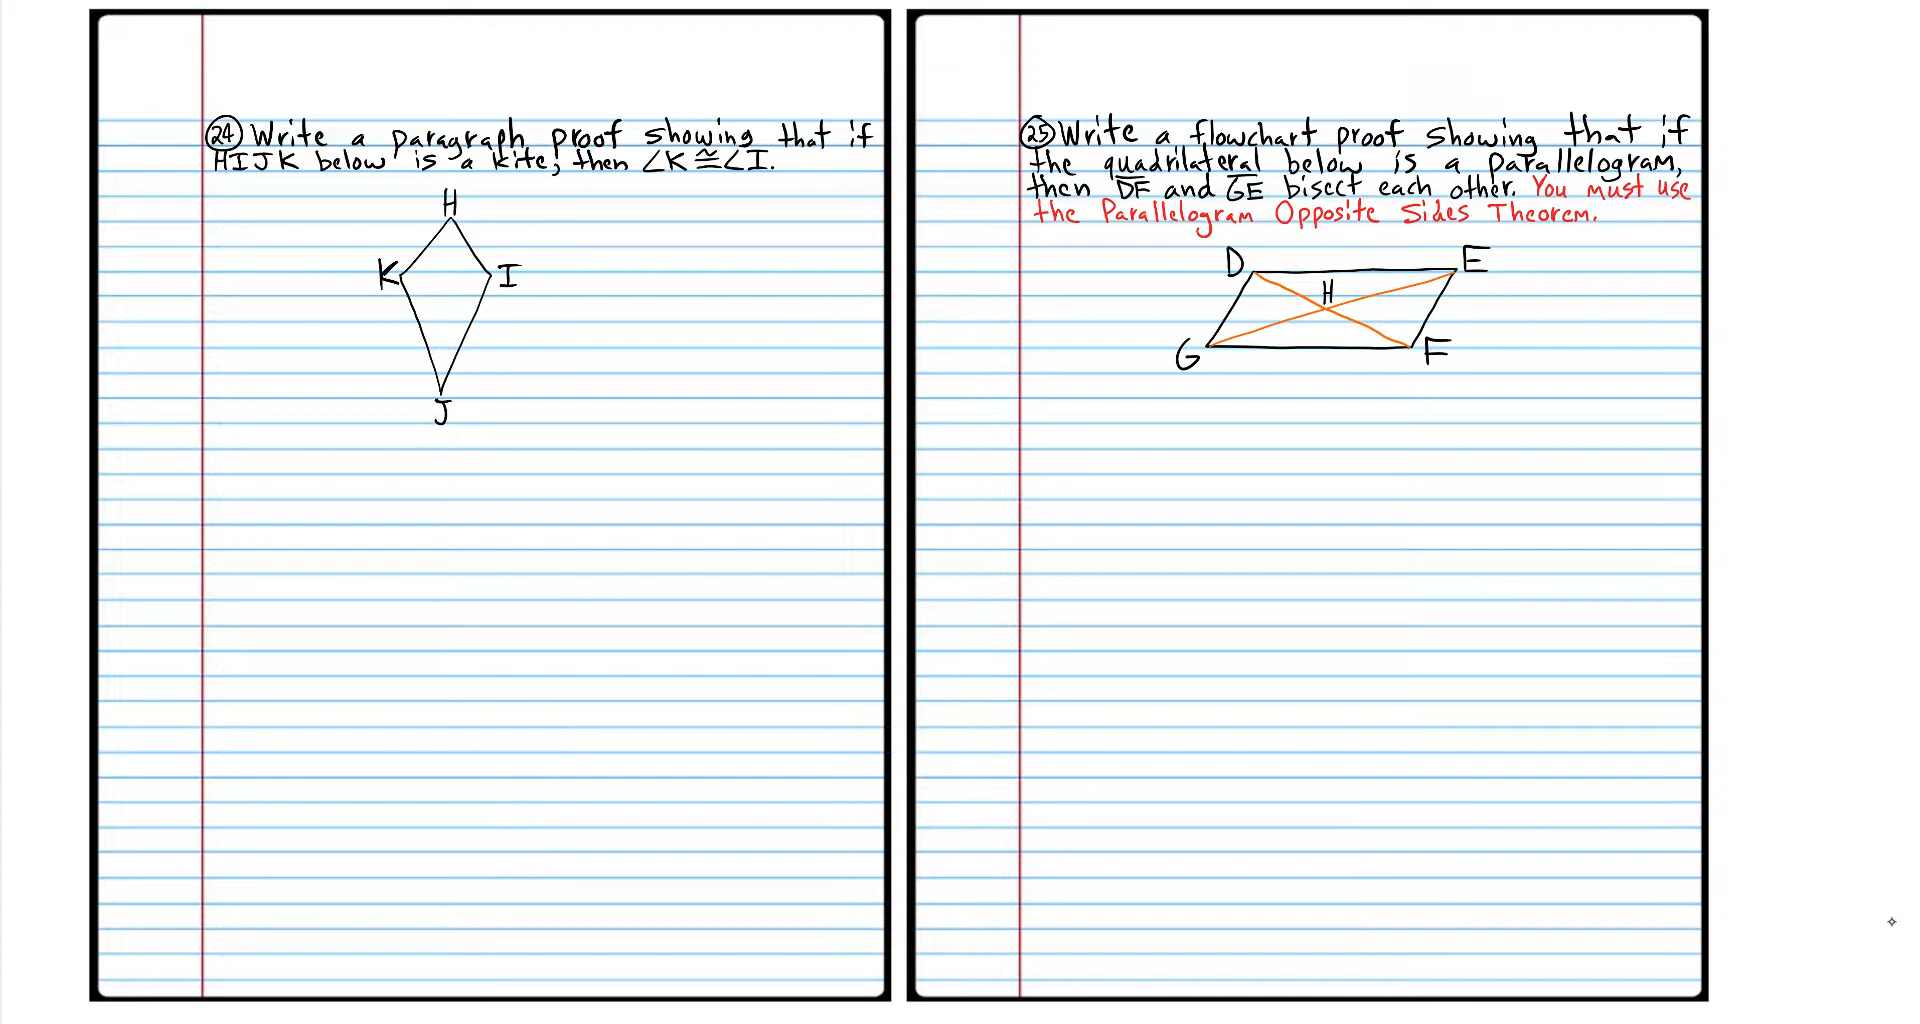 24 Write a paragraph proof showing that if
HIJK below is a kite, then ∠K ≅ ∠I.
H
K I
J
25 Write a flowchart proof showing that if
the quadrilateral below is a parallelogram,
then DF and GE bisect each other. You must use
the Parallelogram Opposite Sides Theorem.
D E
H
G F